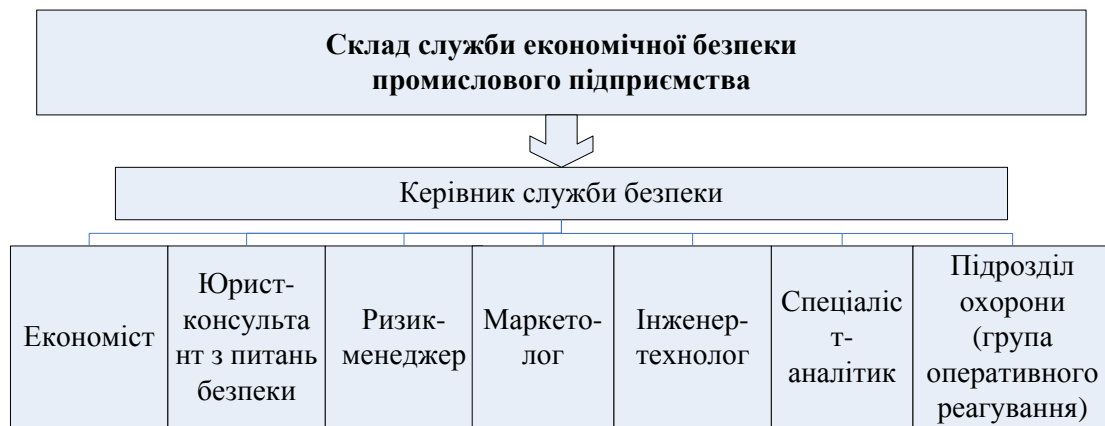 Склад служби економічної безпеки
промислового підприємства
Керівник служби безпеки
Економіст
Юрист-
консульта
нт з питань
безпеки
Ризик-
менеджер
Маркето-
лог
Інженер-
технолог
Спеціаліс
т-
аналітик
Підрозділ
охорони
(група
оперативного
реагування)